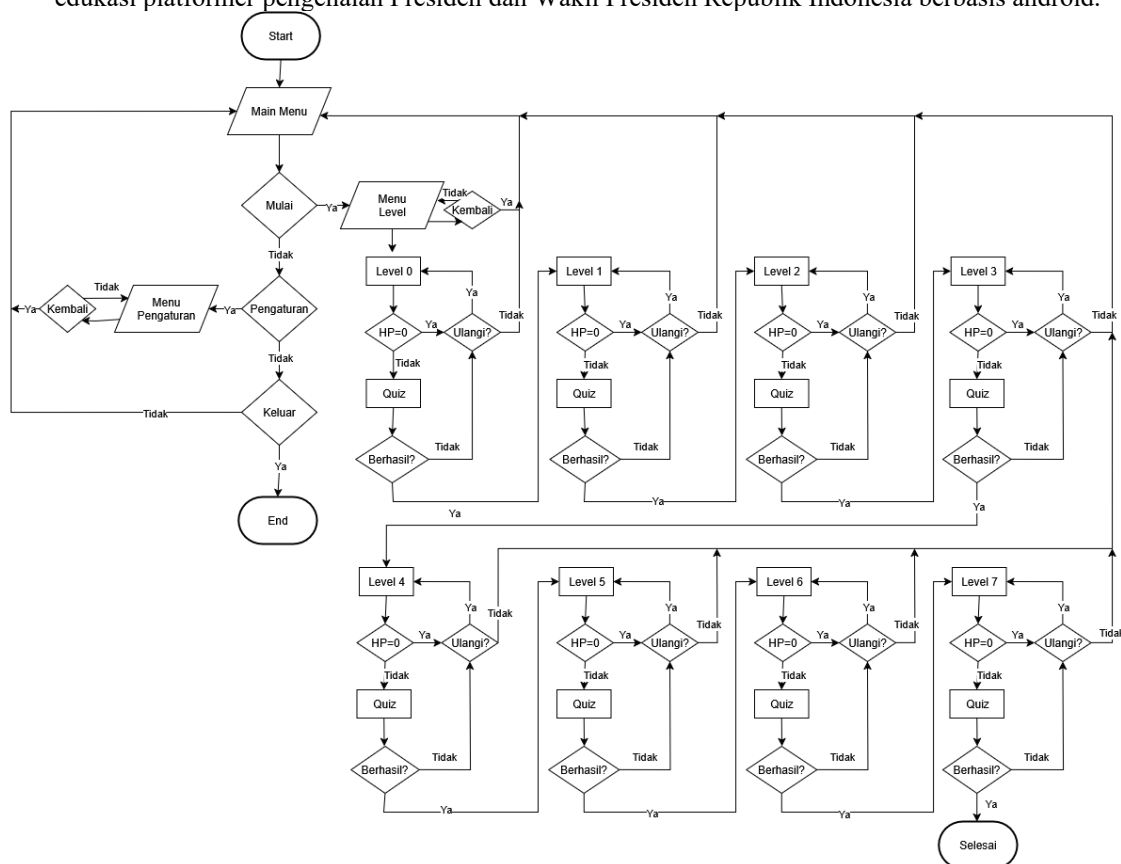 edukasi platformer pengenalan Presiden dan Wakil Presiden Republik Indonesia berbasis android.
Start
Main Menu
Mulai
Ya
Menu
Level
Tidak
Kembali
Ya
Tidak
Pengaturan
Ya
Menu
Pengaturan
Tidak
Kembali
Ya
Tidak
Keluar
Tidak
Ya
End
Level 0
HP=0
Ya
Ulangi?
Ya
Tidak
Tidak
Quiz
Berhasil?
Tidak
Ya
Level 1
HP=0
Ya
Ulangi?
Ya
Tidak
Tidak
Quiz
Berhasil?
Tidak
Ya
Level 2
HP=0
Ya
Ulangi?
Ya
Tidak
Tidak
Quiz
Berhasil?
Tidak
Ya
Level 3
HP=0
Ya
Ulangi?
Ya
Tidak
Tidak
Quiz
Berhasil?
Tidak
Ya
Level 4
HP=0
Ya
Ulangi?
Ya
Tidak
Tidak
Quiz
Berhasil?
Tidak
Ya
Level 5
HP=0
Ya
Ulangi?
Ya
Tidak
Tidak
Quiz
Berhasil?
Tidak
Ya
Level 6
HP=0
Ya
Ulangi?
Ya
Tidak
Tidak
Quiz
Berhasil?
Tidak
Ya
Level 7
HP=0
Ya
Ulangi?
Ya
Tidak
Tidak
Quiz
Berhasil?
Tidak
Ya
Selesai